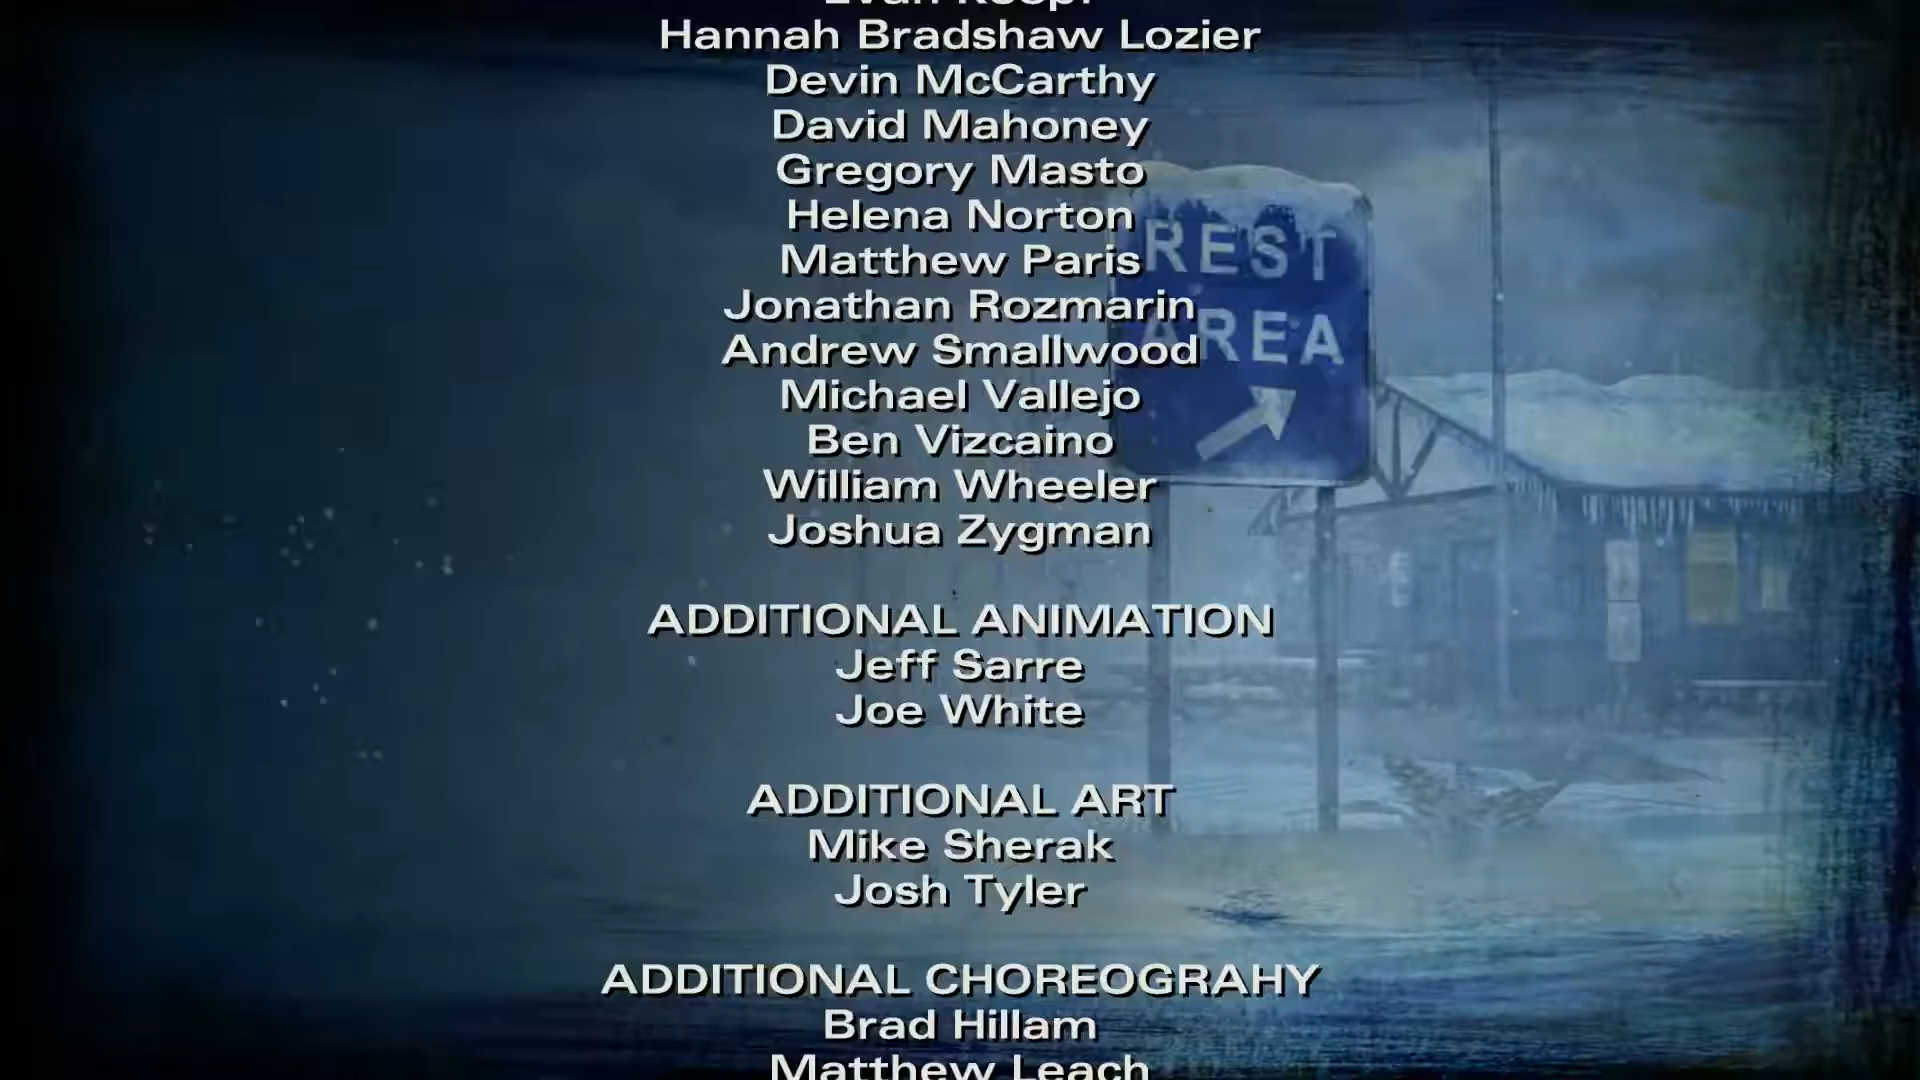 Hannah Bradshaw Lozier
Devin McCarthy
David Mahoney
Gregory Masto
Helena Norton
Matthew Paris
Jonathan Rozmarin
Andrew Smallwood
Michael Vallejo
Ben Vizcaino
William Wheeler
Joshua Zygman
ADDITIONAL ANIMATION
Jeff Sarre
Joe White
ADDITIONAL ART
Mike Sherak
Josh Tyler
ADDITIONAL CHOREOGRAHY
Brad Hillam
Matthew Leach
REST
AREA